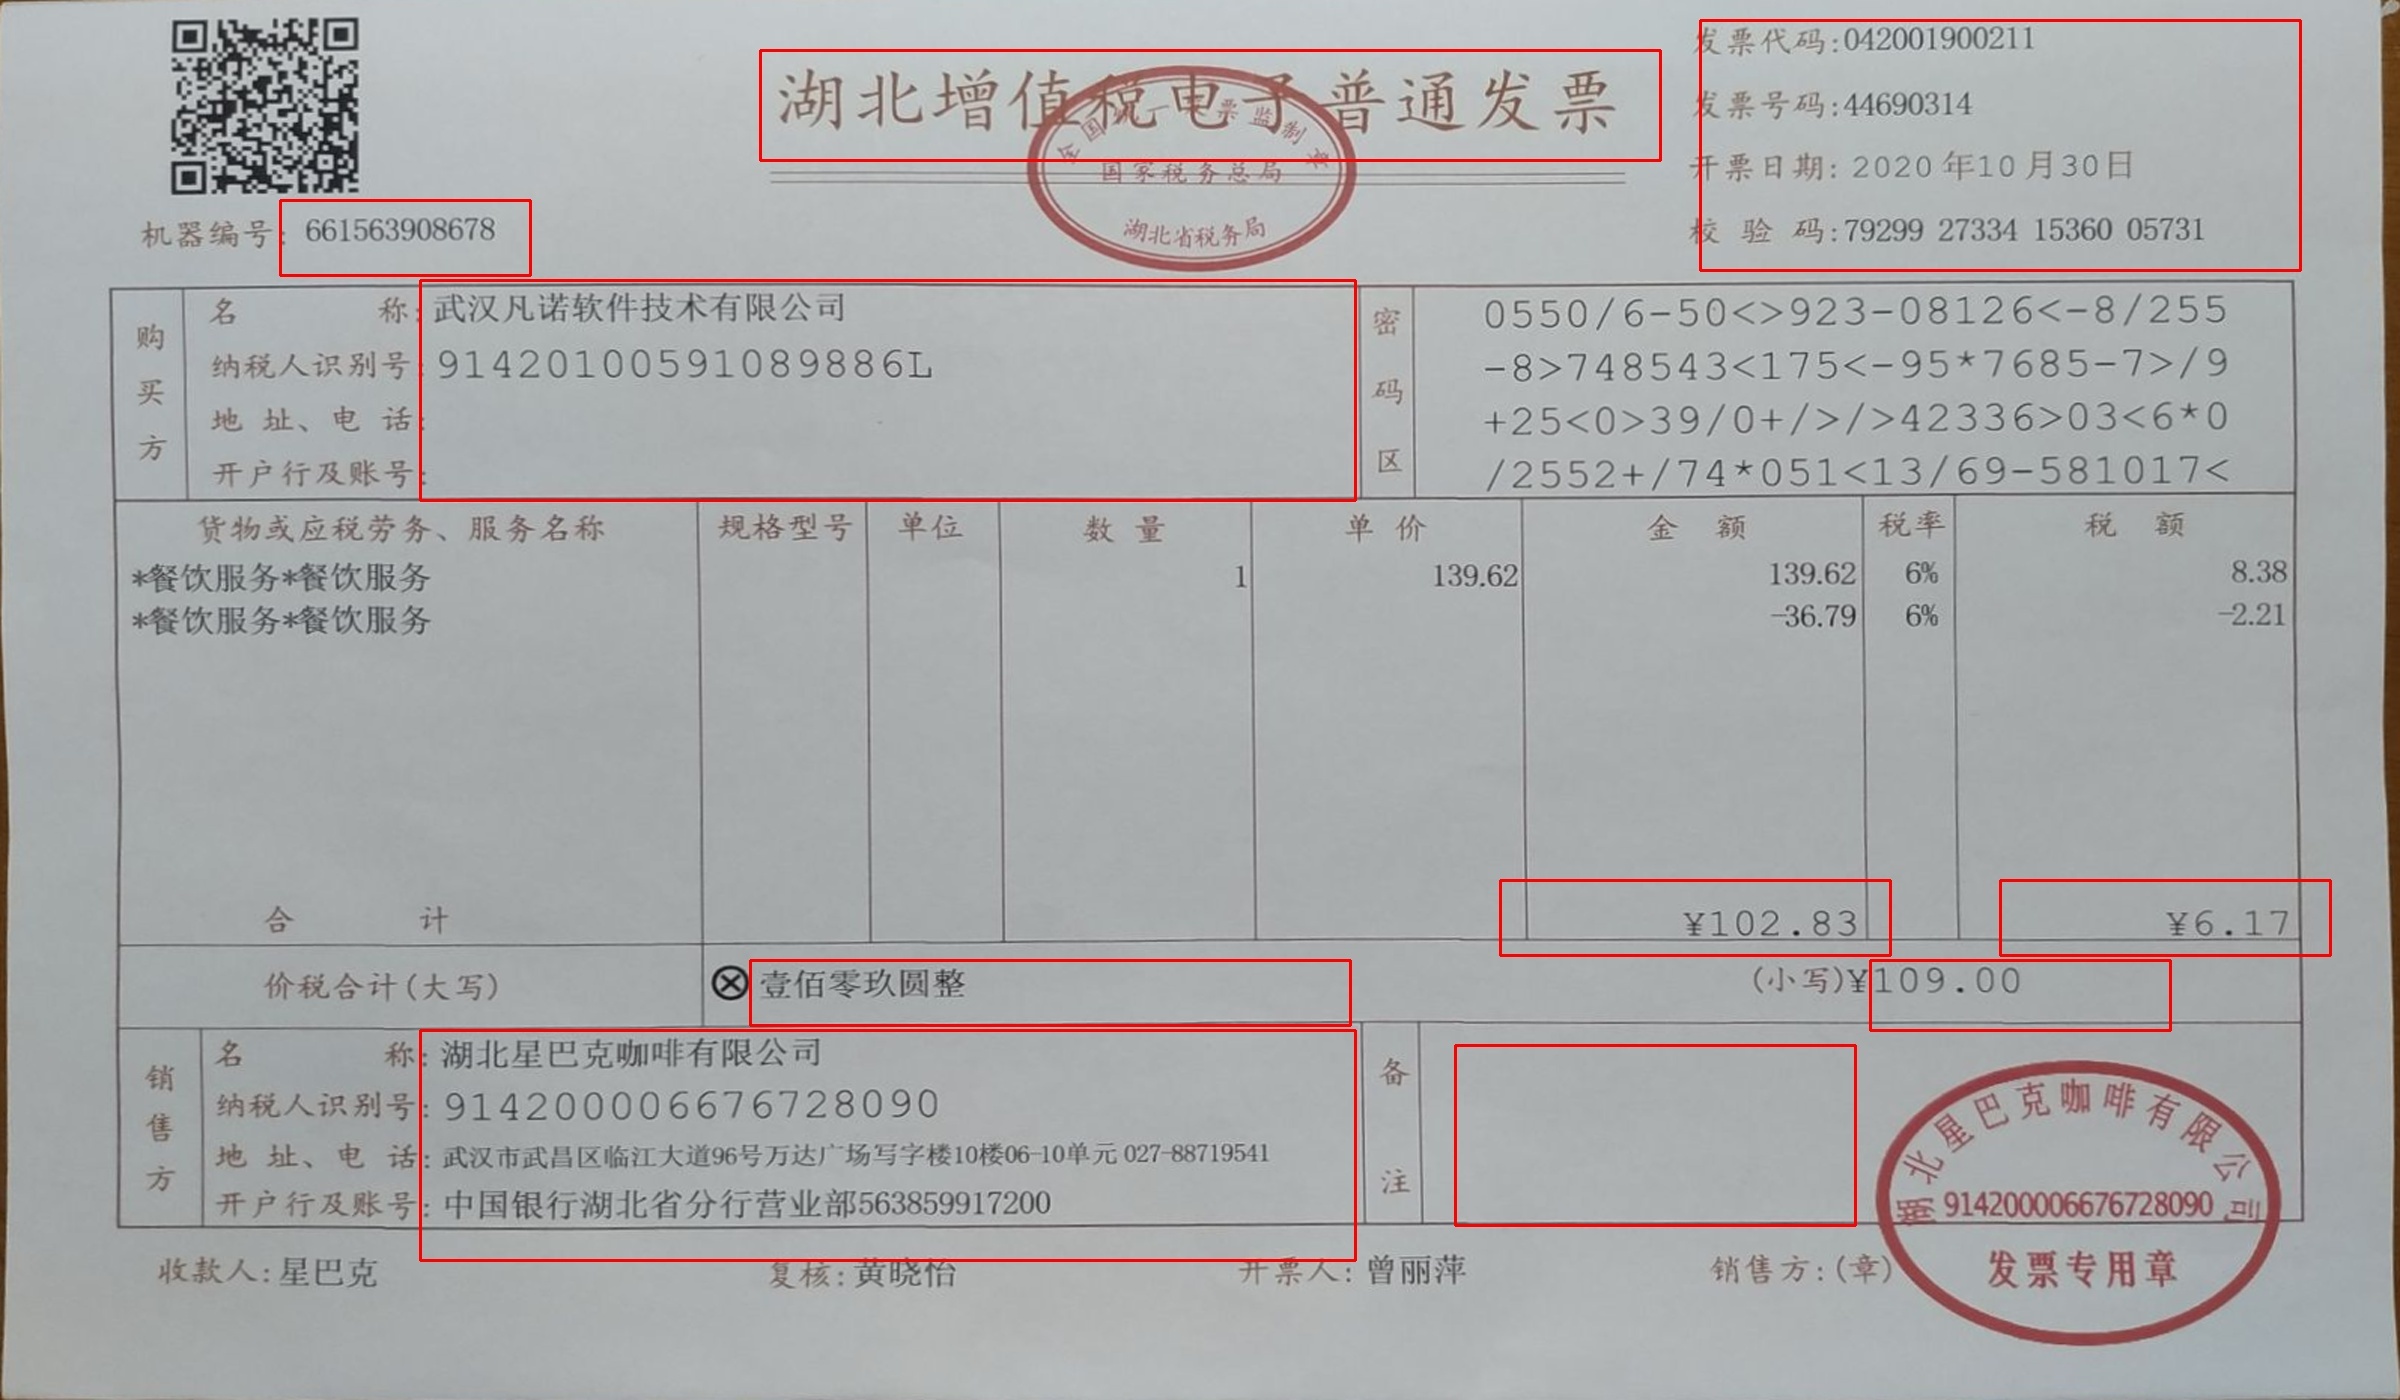 湖北增值税电子普通发票
国家税务总局
湖北省税务局
发票代码:042001900211
发票号码:44690314
开票日期: 2020 年10 月30日
校 验 码:79299 27334 15360 05731
机器编号: 661563908678
购买方
名 称: 武汉凡诺软件技术有限公司
纳税人识别号: 91420100591089886L
地 址、电 话:
开户行及账号:
密码区
0550/6-50<>923-08126<-8/255
-8>748543<175<-95*7685-7>/9
+25<0>39/0+/>/>42336>03<6*0
/2552+/74*051<13/69-581017<
货物或应税劳务、服务名称 规格型号 单位 数 量 单 价 金 额 税率 税 额
*餐饮服务*餐饮服务 1 139.62 139.62 6% 8.38
*餐饮服务*餐饮服务 -36.79 6% -2.21
合 计 ¥102.83 ¥6.17
价税合计(大写) ⊗壹佰零玖圆整 (小写)¥109.00
销售方
名 称: 湖北星巴克咖啡有限公司
纳税人识别号: 914200006676728090
地 址、电 话: 武汉市武昌区临江大道96号万达广场写字楼10楼06-10单元 027-88719541
开户行及账号: 中国银行湖北省分行营业部563859917200
备注
湖北星巴克咖啡有限公司
914200006676728090
发票专用章
收款人: 星巴克 复核: 黄晓怡 开票人: 曾丽萍 销售方:(章)